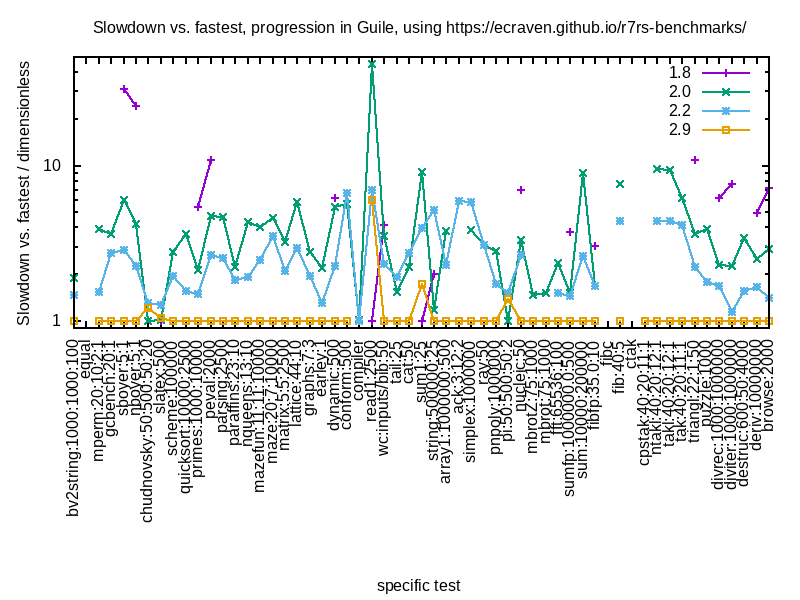 Slowdown vs. fastest, progression in Guile, using https://ecraven.github.io/r7rs-benchmarks/
Slowdown vs. fastest / dimensionless
1.8
2.0
2.2
2.9
10
1
bv2string:1000:1000:100
equal
mperm:20:10:2:1
gcbench:20:1
sboyer:5:1
nboyer:5:1
chudnovsky:50:500:50:20
slatex:500
scheme:100000
quicksort:10000:2500
primes:1000:10000
peval:2000
parsing:2500
paraffins:23:10
nqueens:13:10
mazefun:11:11:10000
maze:20:7:10000
matrix:5:5:2500
lattice:44:10
graphs:7:3
earley:1
dynamic:500
conform:500
compiler
read1:2500
wc:inputs/bib:50
tail:25
cat:50
sum1:25
string:500000:25
array1:1000000:500
ack:3:12:2
simplex:1000000
ray:50
pnpoly:1000000
pi:50:500:50:2
nucleic:50
mbrotZ:75:1000
mbrot:75:1000
fft:65536:100
sumfp:1000000.0:500
sum:10000:200000
fibfp:35.0:10
fibc
fib:40:5
ctak
cpstak:40:20:11:1
ntakl:40:20:12:1
takl:40:20:12:1
tak:40:20:11:1
triangl:22:1:50
puzzle:1000
divrec:1000:1000000
diviter:1000:1000000
destruc:600:50:4000
deriv:10000000
browse:2000
specific test